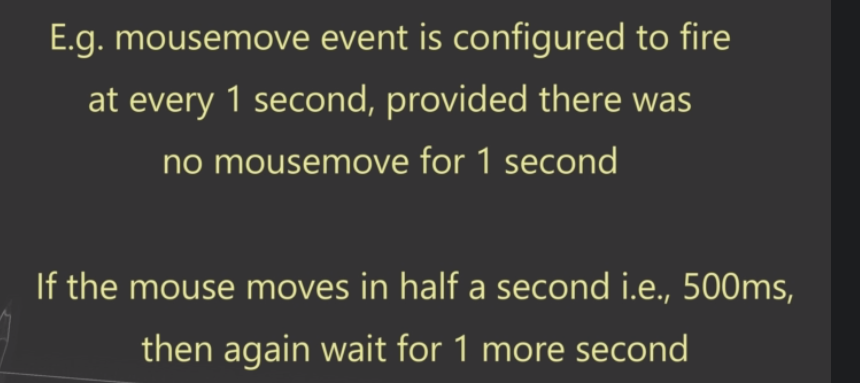 E.g. mousemove event is configured to fire
at every 1 second, provided there was
no mousemove for 1 second
If the mouse moves in half a second i.e., 500ms,
then again wait for 1 more second